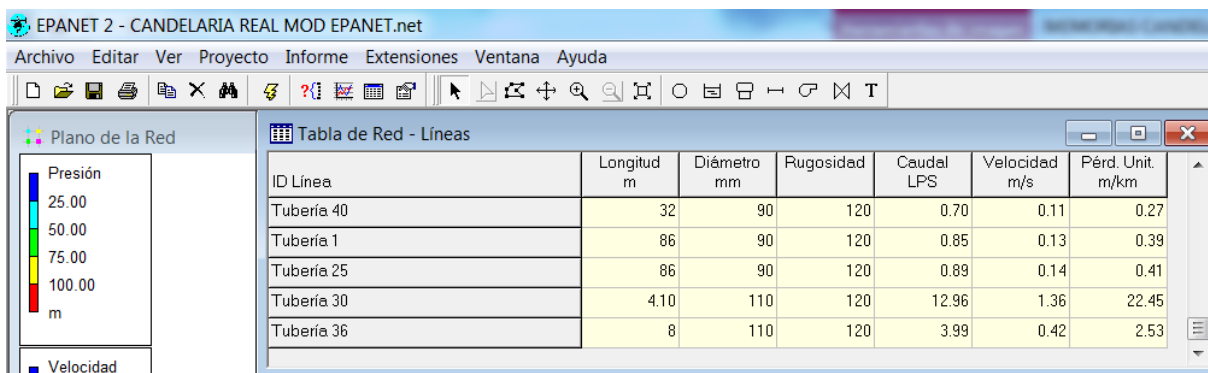 EPANET 2 - CANDELARIA REAL MOD EPANET.net
Archivo Editar Ver Proyecto Informe Extensiones Ventana Ayuda
T
Plano de la Red
Presión
25.00
50.00
75.00
100.00
m
Velocidad
Tabla de Red - Líneas
ID Línea Longitud m Diámetro mm Rugosidad Caudal LPS Velocidad m/s Pérd. Unit. m/km
Tubería 40 32 90 120 0.70 0.11 0.27
Tubería 1 86 90 120 0.85 0.13 0.39
Tubería 25 86 90 120 0.89 0.14 0.41
Tubería 30 4.10 110 120 12.96 1.36 22.45
Tubería 36 8 110 120 3.99 0.42 2.53